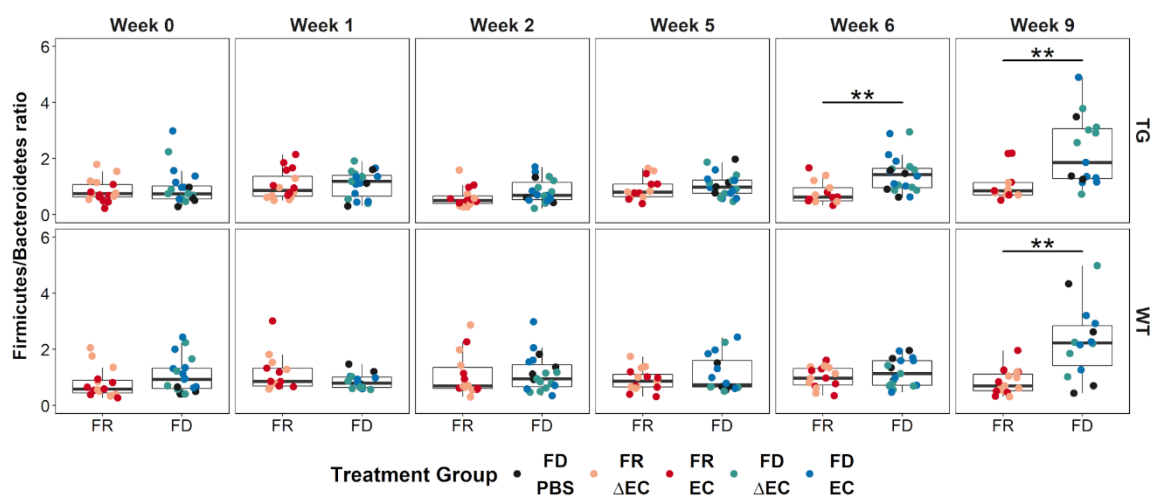 Week 0 Week 1 Week 2 Week 5 Week 6 Week 9
Firmicutes/Bacteroidetes ratio
6
4
2
0
** **
TG
6
4
2
0
**
WT
FR FD FR FD FR FD FR FD FR FD FR FD
Treatment Group FD PBS FR ΔEC FR EC FD ΔEC FD EC